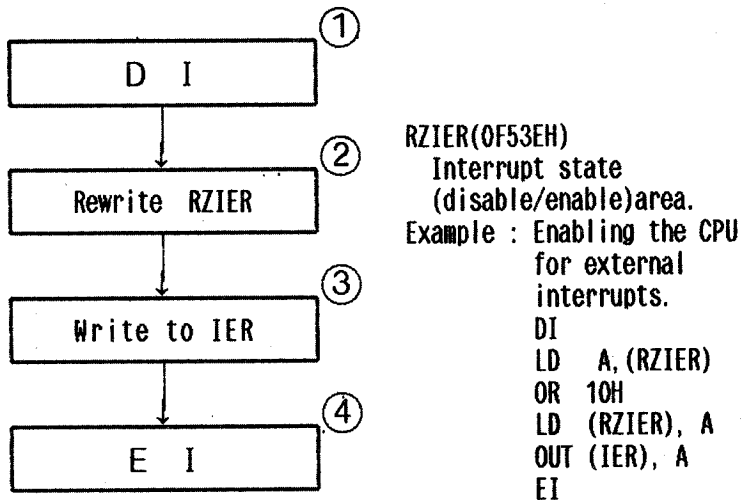 ①
D I
②
Rewrite RZIER
③
Write to IER
④
E I
RZIER(0F53EH)
Interrupt state
(disable/enable)area.
Example : Enabling the CPU
for external
interrupts.
DI
LD A,(RZIER)
OR 10H
LD (RZIER), A
OUT (IER), A
EI